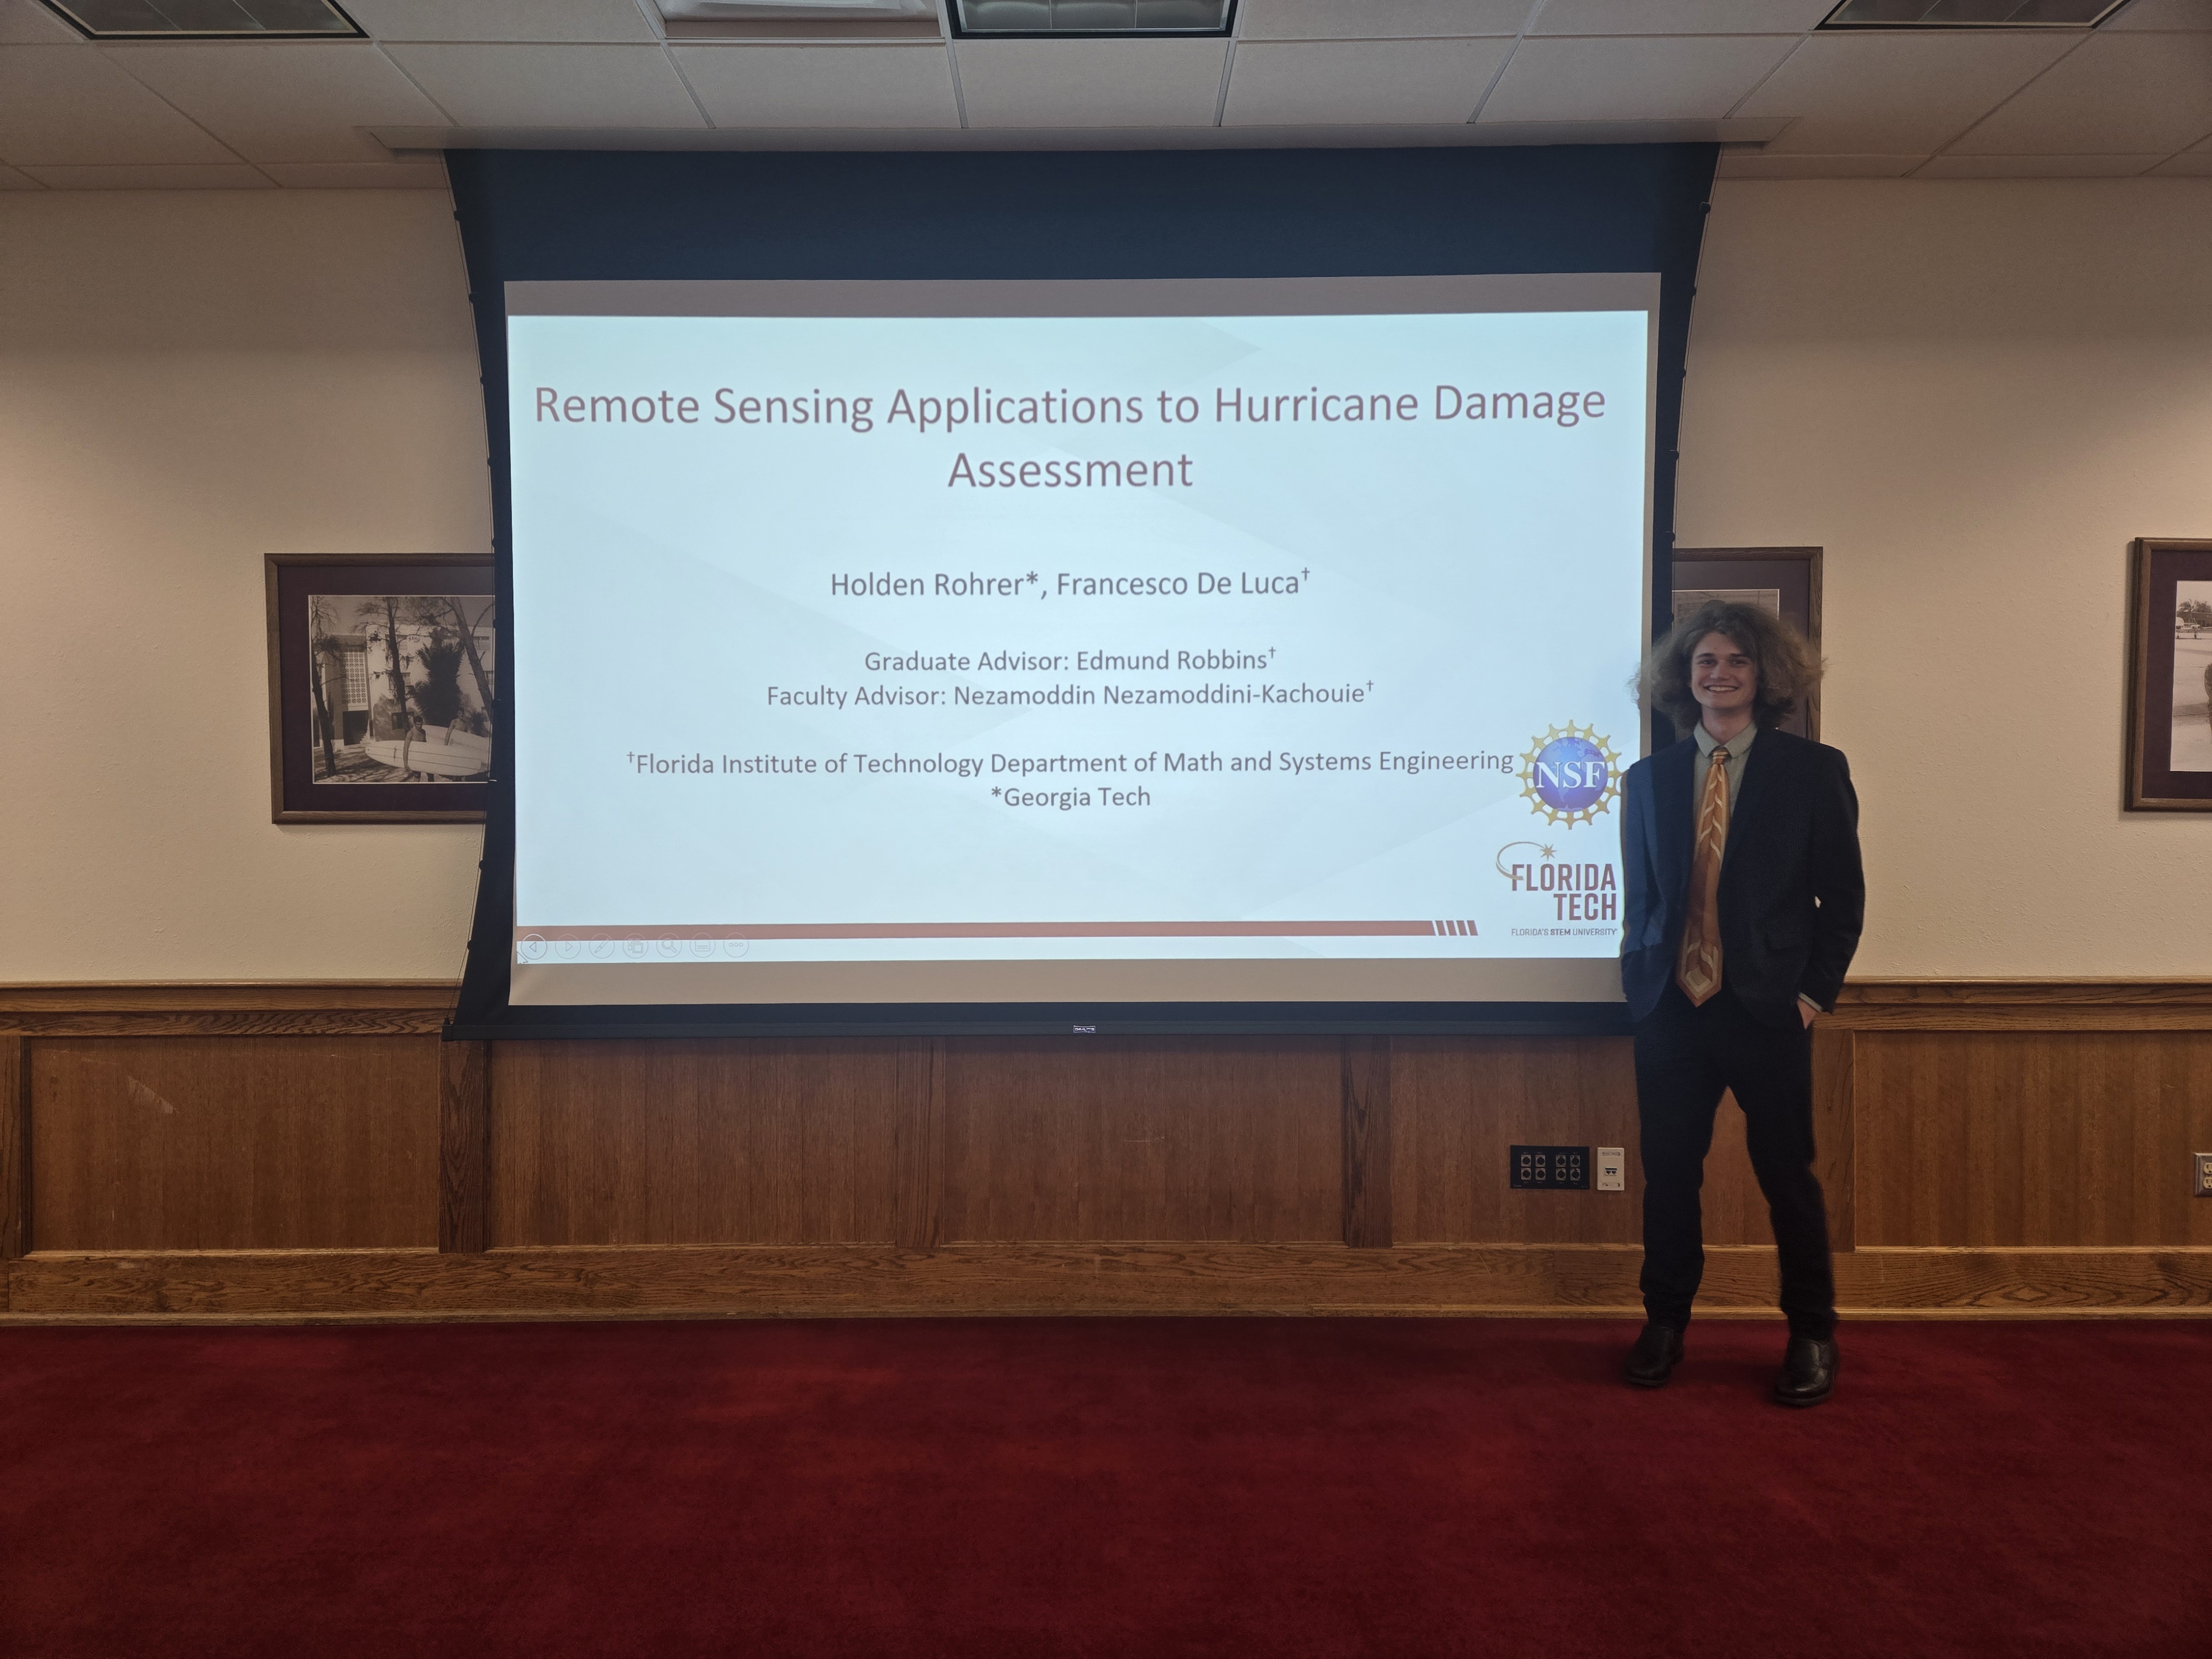 Remote Sensing Applications to Hurricane Damage
Assessment
Holden Rohrer*, Francesco De Luca†
Graduate Advisor: Edmund Robbins†
Faculty Advisor: Nezamoddin Nezamoddini-Kachouie†
†Florida Institute of Technology Department of Math and Systems Engineering
*Georgia Tech
NSF
FLORIDA
TECH
FLORIDA'S STEM UNIVERSITY